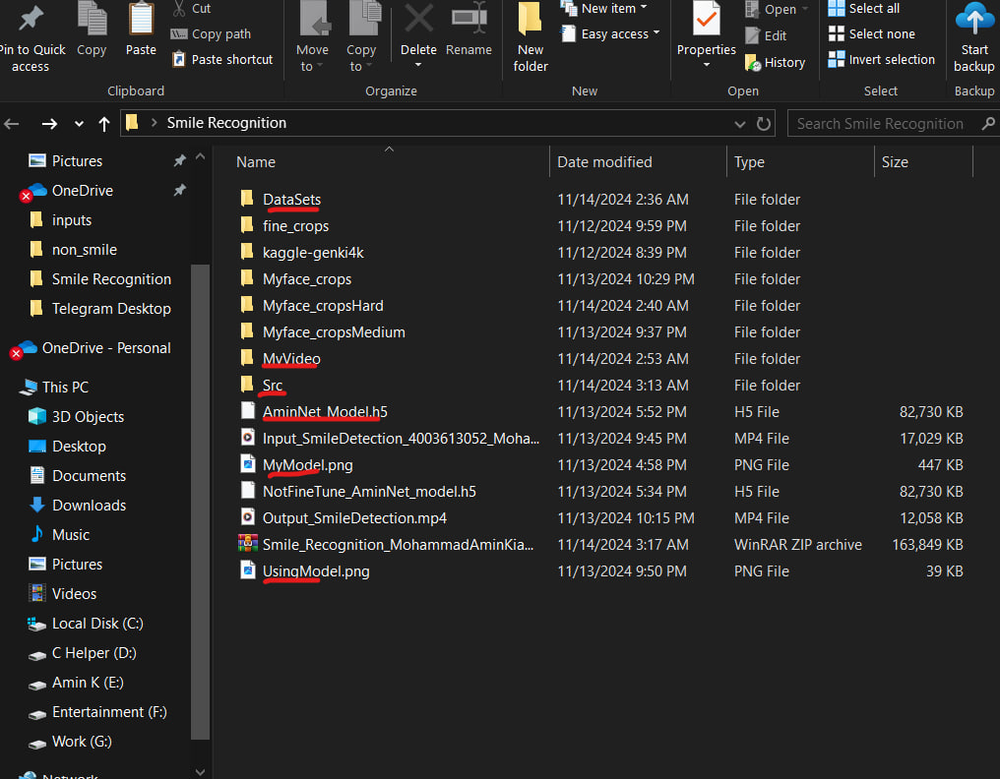 Pin to Quick access
Copy
Paste
Cut
Copy path
Paste shortcut
Clipboard
Move to
Copy to
Delete
Rename
Organize
New folder
New item
Easy access
New
Properties
Open
Edit
History
Open
Select all
Select none
Invert selection
Select
Start backup
Backup
Smile Recognition
Search Smile Recognition
Pictures
OneDrive
inputs
non_smile
Smile Recognition
Telegram Desktop
OneDrive - Personal
This PC
3D Objects
Desktop
Documents
Downloads
Music
Pictures
Videos
Local Disk (C:)
C Helper (D:)
Amin K (E:)
Entertainment (F:)
Work (G:)
Network
Name Date modified Type Size
DataSets 11/14/2024 2:36 AM File folder
fine_crops 11/12/2024 9:59 PM File folder
kaggle-genki4k 11/12/2024 8:39 PM File folder
Myface_crops 11/13/2024 10:29 PM File folder
Myface_cropsHard 11/14/2024 2:40 AM File folder
Myface_cropsMedium 11/13/2024 9:37 PM File folder
MyVideo 11/14/2024 2:53 AM File folder
Src 11/14/2024 3:13 AM File folder
AminNet_Model.h5 11/13/2024 5:52 PM H5 File 82,730 KB
Input_SmileDetection_4003613052_Moha... 11/13/2024 9:45 PM MP4 File 17,029 KB
MyModel.png 11/13/2024 4:58 PM PNG File 447 KB
NotFineTune_AminNet_model.h5 11/13/2024 5:34 PM H5 File 82,730 KB
Output_SmileDetection.mp4 11/13/2024 10:15 PM MP4 File 12,058 KB
Smile_Recognition_MohammadAminKia... 11/14/2024 3:17 AM WinRAR ZIP archive 163,849 KB
UsingModel.png 11/13/2024 9:50 PM PNG File 39 KB